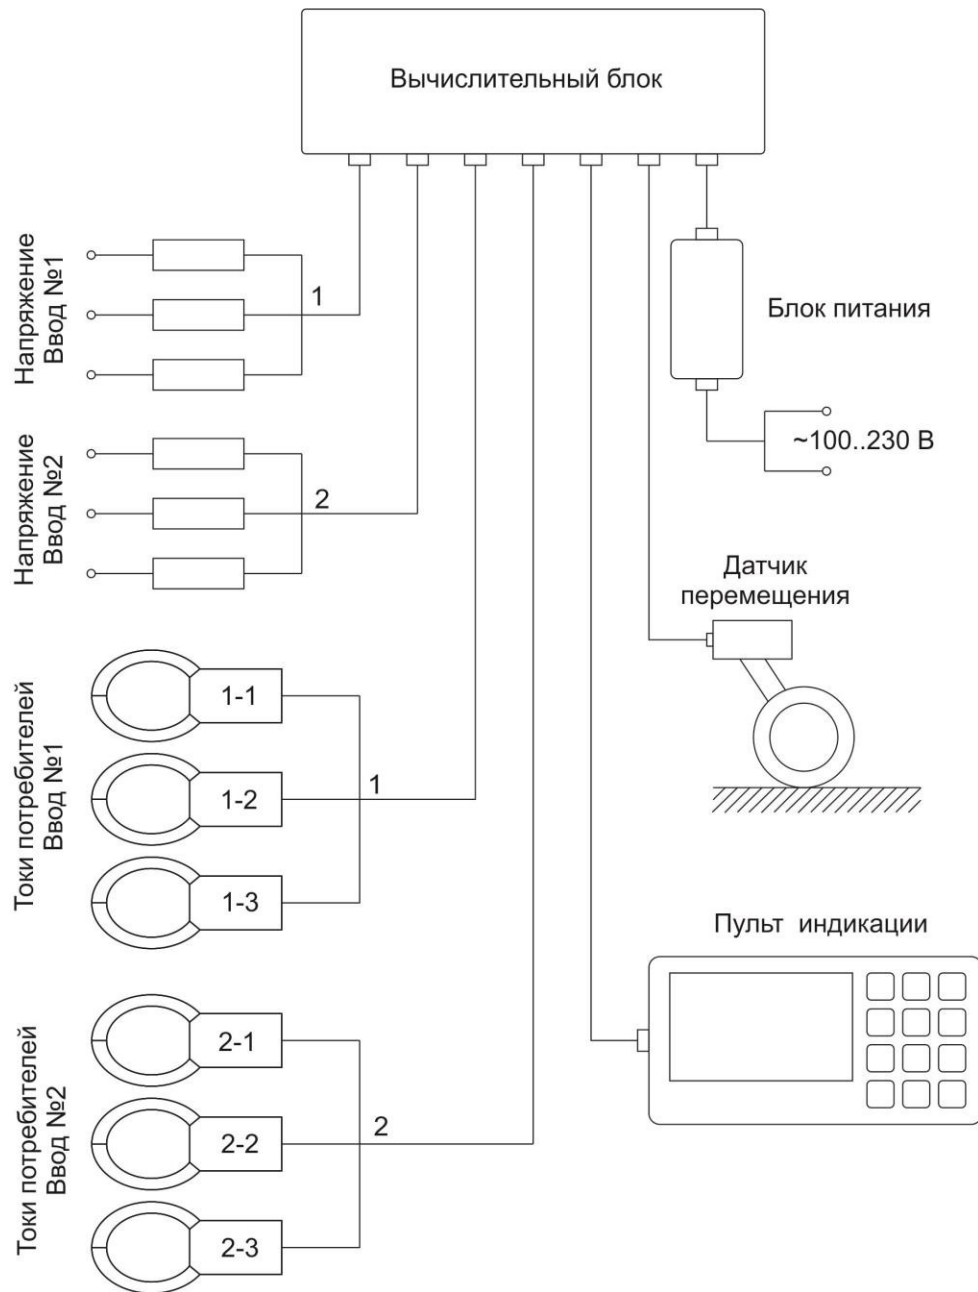 Вычислительный блок
Напряжение
Ввод №1
1
Блок питания
~100..230 В
Напряжение
Ввод №2
2
Датчик
перемещения
Токи потребителей
Ввод №1
1-1
1-2
1-3
1
Пульт индикации
Токи потребителей
Ввод №2
2-1
2-2
2-3
2